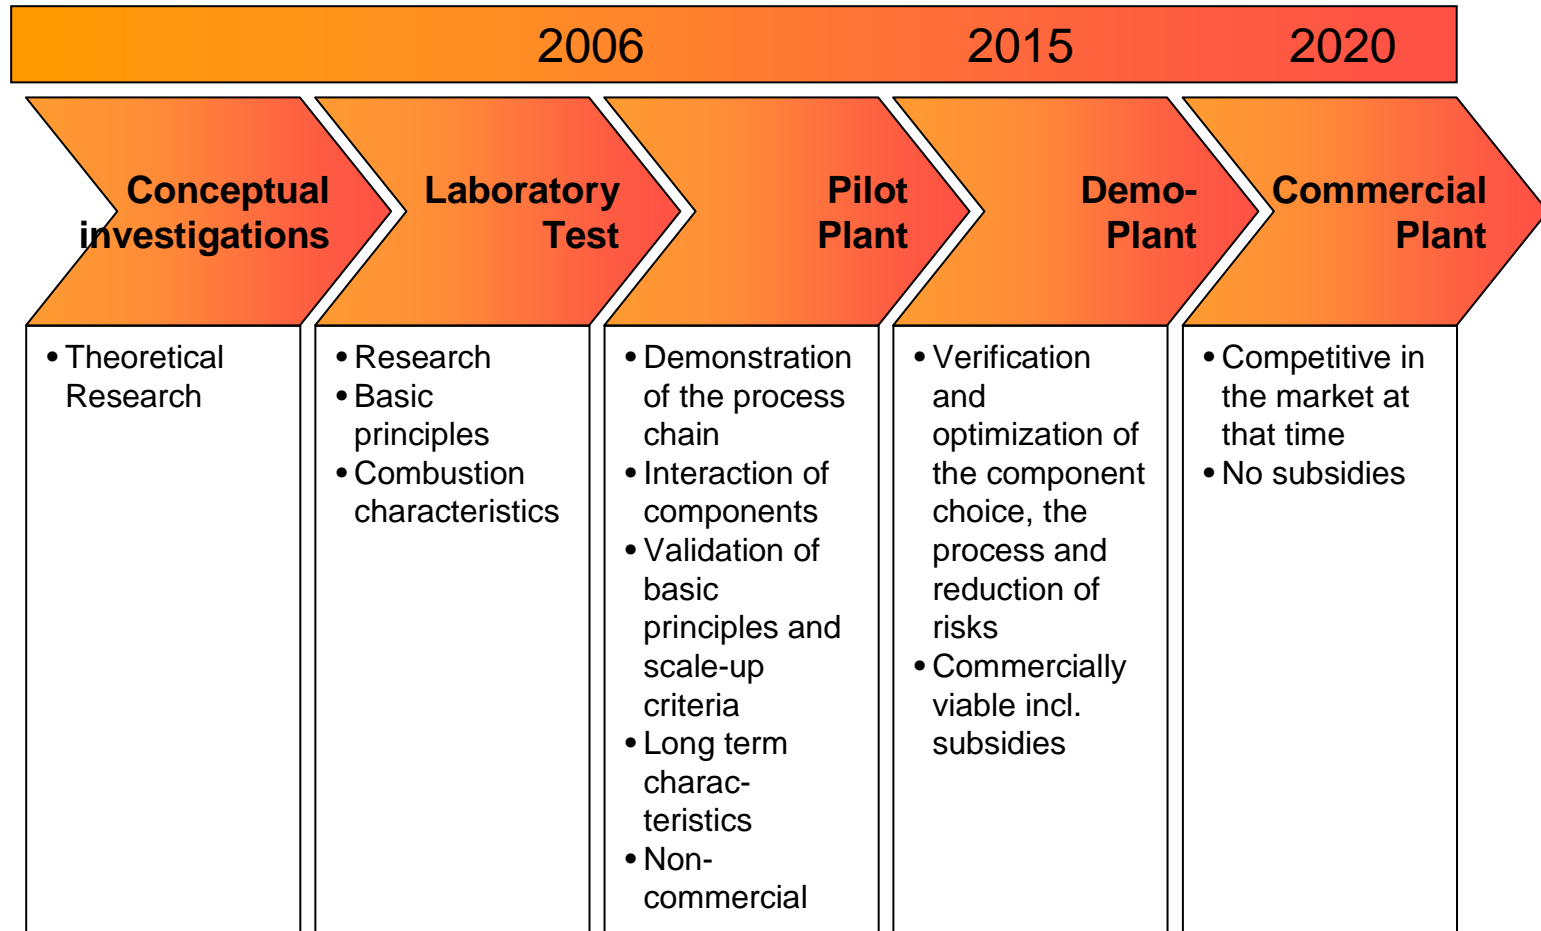 2006 2015 2020
Conceptual
investigations
Laboratory
Test
Pilot
Plant
Demo-
Plant
Commercial
Plant
• Theoretical
Research
• Research
• Basic
principles
• Combustion
characteristics
• Demonstration
of the process
chain
• Interaction of
components
• Validation of
basic
principles and
scale-up
criteria
• Long term
charac-
teristics
• Non-
commercial
• Verification
and
optimization of
the component
choice, the
process and
reduction of
risks
• Commercially
viable incl.
subsidies
• Competitive in
the market at
that time
• No subsidies